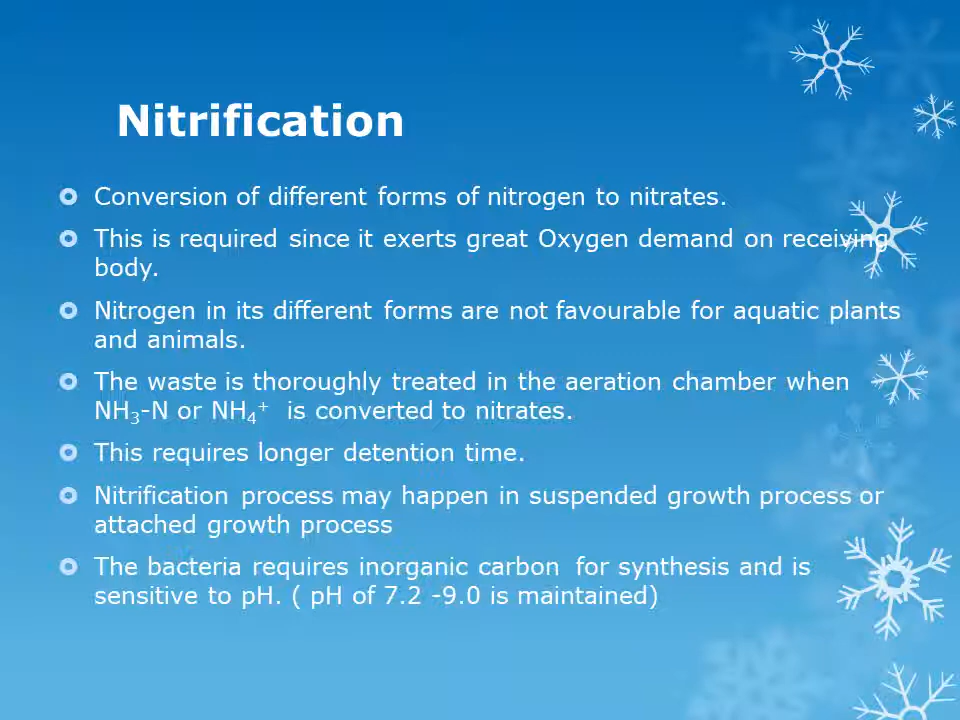 Nitrification
Conversion of different forms of nitrogen to nitrates.
This is required since it exerts great Oxygen demand on receiving
body.
Nitrogen in its different forms are not favourable for aquatic plants
and animals.
The waste is thoroughly treated in the aeration chamber when
NH₃-N or NH₄⁺ is converted to nitrates.
This requires longer detention time.
Nitrification process may happen in suspended growth process or
attached growth process
The bacteria requires inorganic carbon for synthesis and is
sensitive to pH. ( pH of 7.2 -9.0 is maintained)